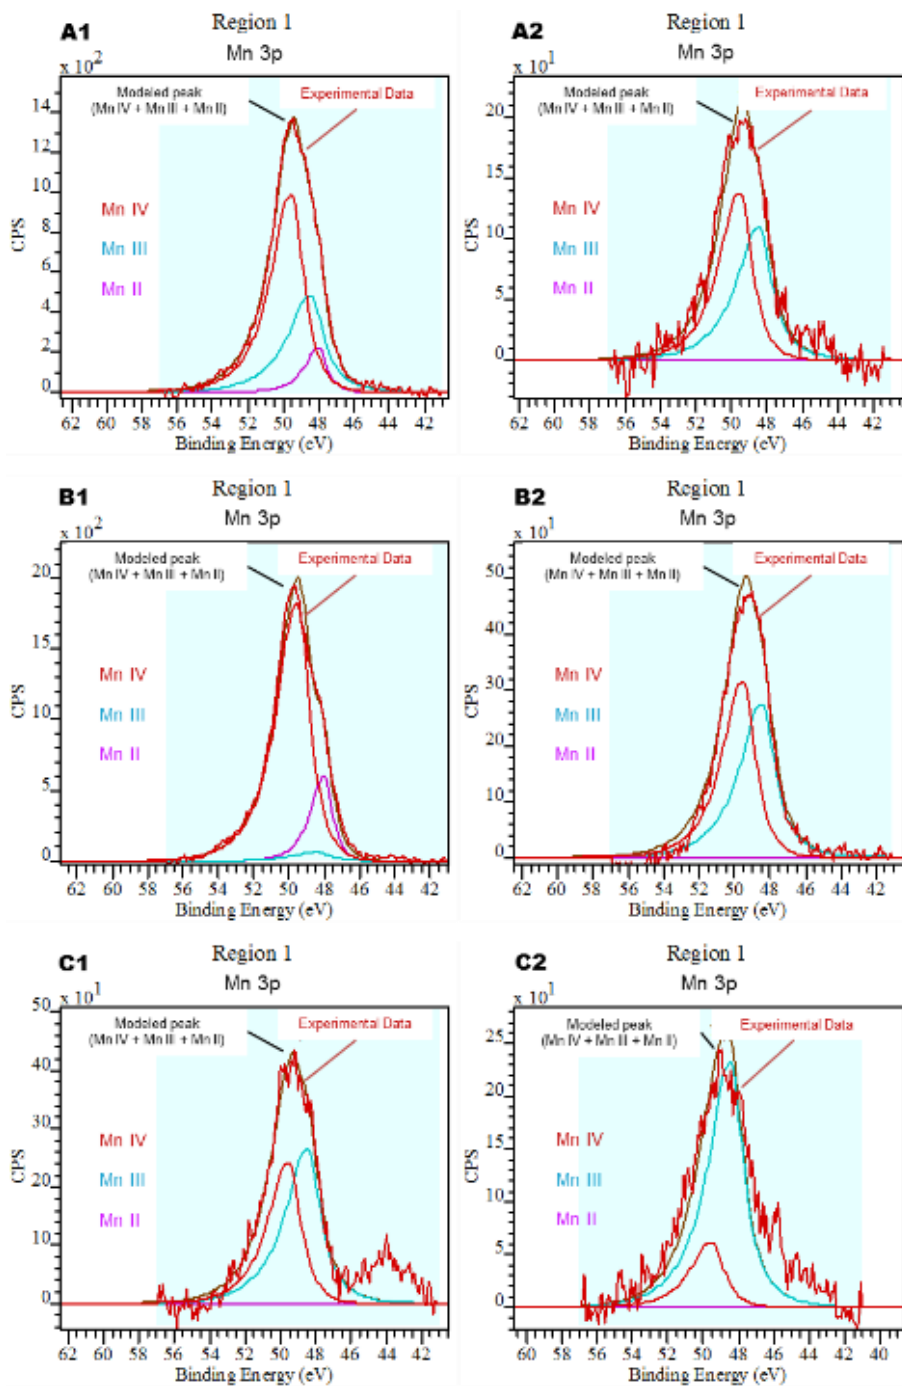 A1
Region 1
Mn 3p
x 10^2
Modeled peak
(Mn IV + Mn III + Mn II)
Experimental Data
14
12
10
8
6
4
2
0
CPS
Mn IV
Mn III
Mn II
62 60 58 56 54 52 50 48 46 44 42
Binding Energy (eV)
A2
Region 1
Mn 3p
x 10^1
Modeled peak
(Mn IV + Mn III + Mn II)
Experimental Data
20
15
10
5
0
CPS
Mn IV
Mn III
Mn II
62 60 58 56 54 52 50 48 46 44 42
Binding Energy (eV)
B1
Region 1
Mn 3p
x 10^2
Modeled peak
(Mn IV + Mn III + Mn II)
Experimental Data
20
15
10
5
0
CPS
Mn IV
Mn III
Mn II
62 60 58 56 54 52 50 48 46 44 42
Binding Energy (eV)
B2
Region 1
Mn 3p
x 10^1
Modeled peak
(Mn IV + Mn III + Mn II)
Experimental Data
50
40
30
20
10
0
CPS
Mn IV
Mn III
Mn II
62 60 58 56 54 52 50 48 46 44 42
Binding Energy (eV)
C1
Region 1
Mn 3p
x 10^1
Modeled peak
(Mn IV + Mn III + Mn II)
Experimental Data
50
40
30
20
10
0
CPS
Mn IV
Mn III
Mn II
62 60 58 56 54 52 50 48 46 44 42
Binding Energy (eV)
C2
Region 1
Mn 3p
x 10^1
Modeled peak
(Mn IV + Mn III + Mn II)
Experimental Data
25
20
15
10
5
0
CPS
Mn IV
Mn III
Mn II
60 58 56 54 52 50 48 46 44 42 40
Binding Energy (eV)